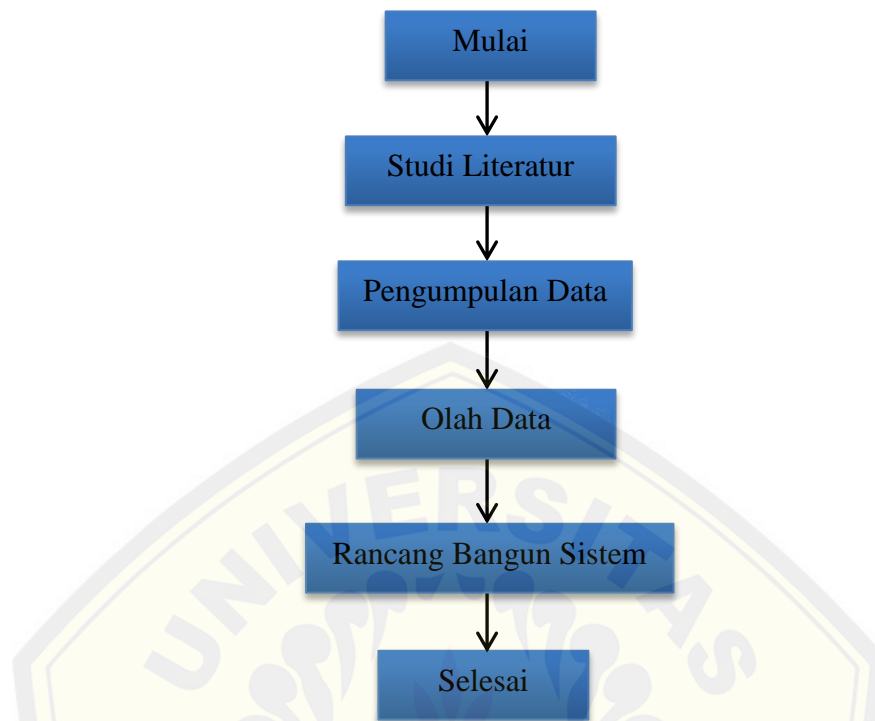 Mulai
Studi Literatur
Pengumpulan Data
Olah Data
Rancang Bangun Sistem
Selesai
UNIVERSITAS